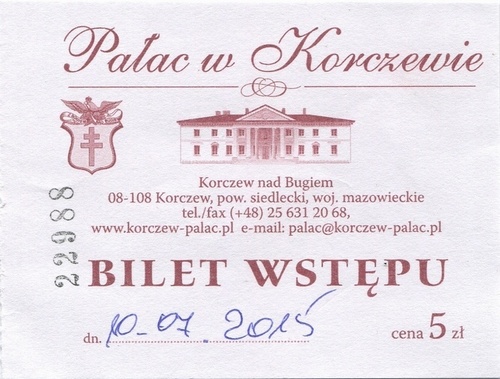 Pałac w Korczewie
Korczew nad Bugiem
08-108 Korczew, pow. siedlecki, woj. mazowieckie
tel./fax (+48) 25 631 20 68,
www.korczew-palac.pl e-mail: palac@korczew-palac.pl
22988
BILET WSTĘPU
dn. 10-07.2015
cena 5 zł